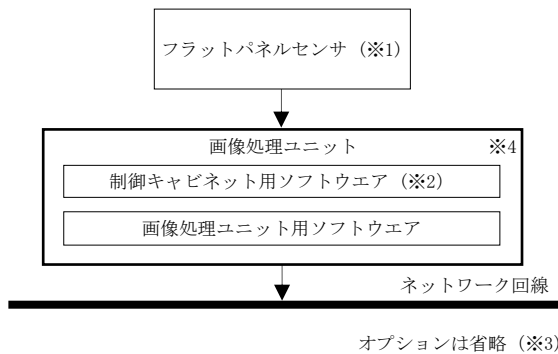 フラットパネルセンサ（※1）
画像処理ユニット
※4
制御キャビネット用ソフトウエア（※2）
画像処理ユニット用ソフトウエア
ネットワーク回線
オプションは省略（※3）